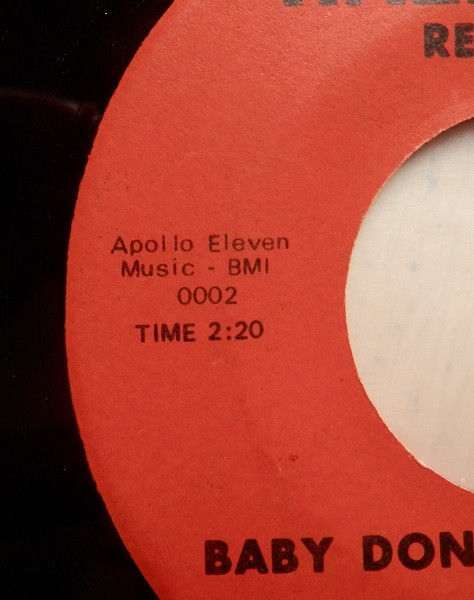 RE
Apollo Eleven
Music - BMI
0002
TIME 2:20
BABY DON